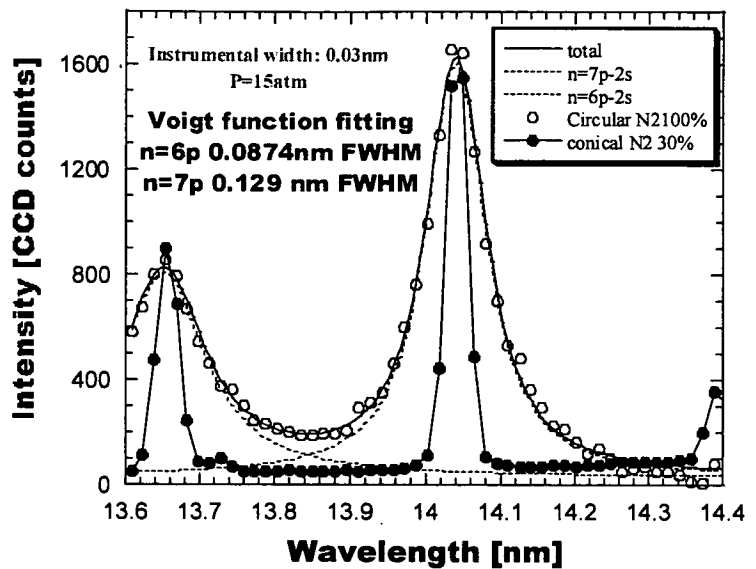 Intensity [CCD counts]
1600
1200
800
400
0
Instrumental width: 0.03nm
P=15atm
Voigt function fitting
n=6p 0.0874nm FWHM
n=7p 0.129 nm FWHM
total
n=7p-2s
n=6p-2s
Circular N2100%
conical N2 30%
13.6 13.7 13.8 13.9 14 14.1 14.2 14.3 14.4
Wavelength [nm]